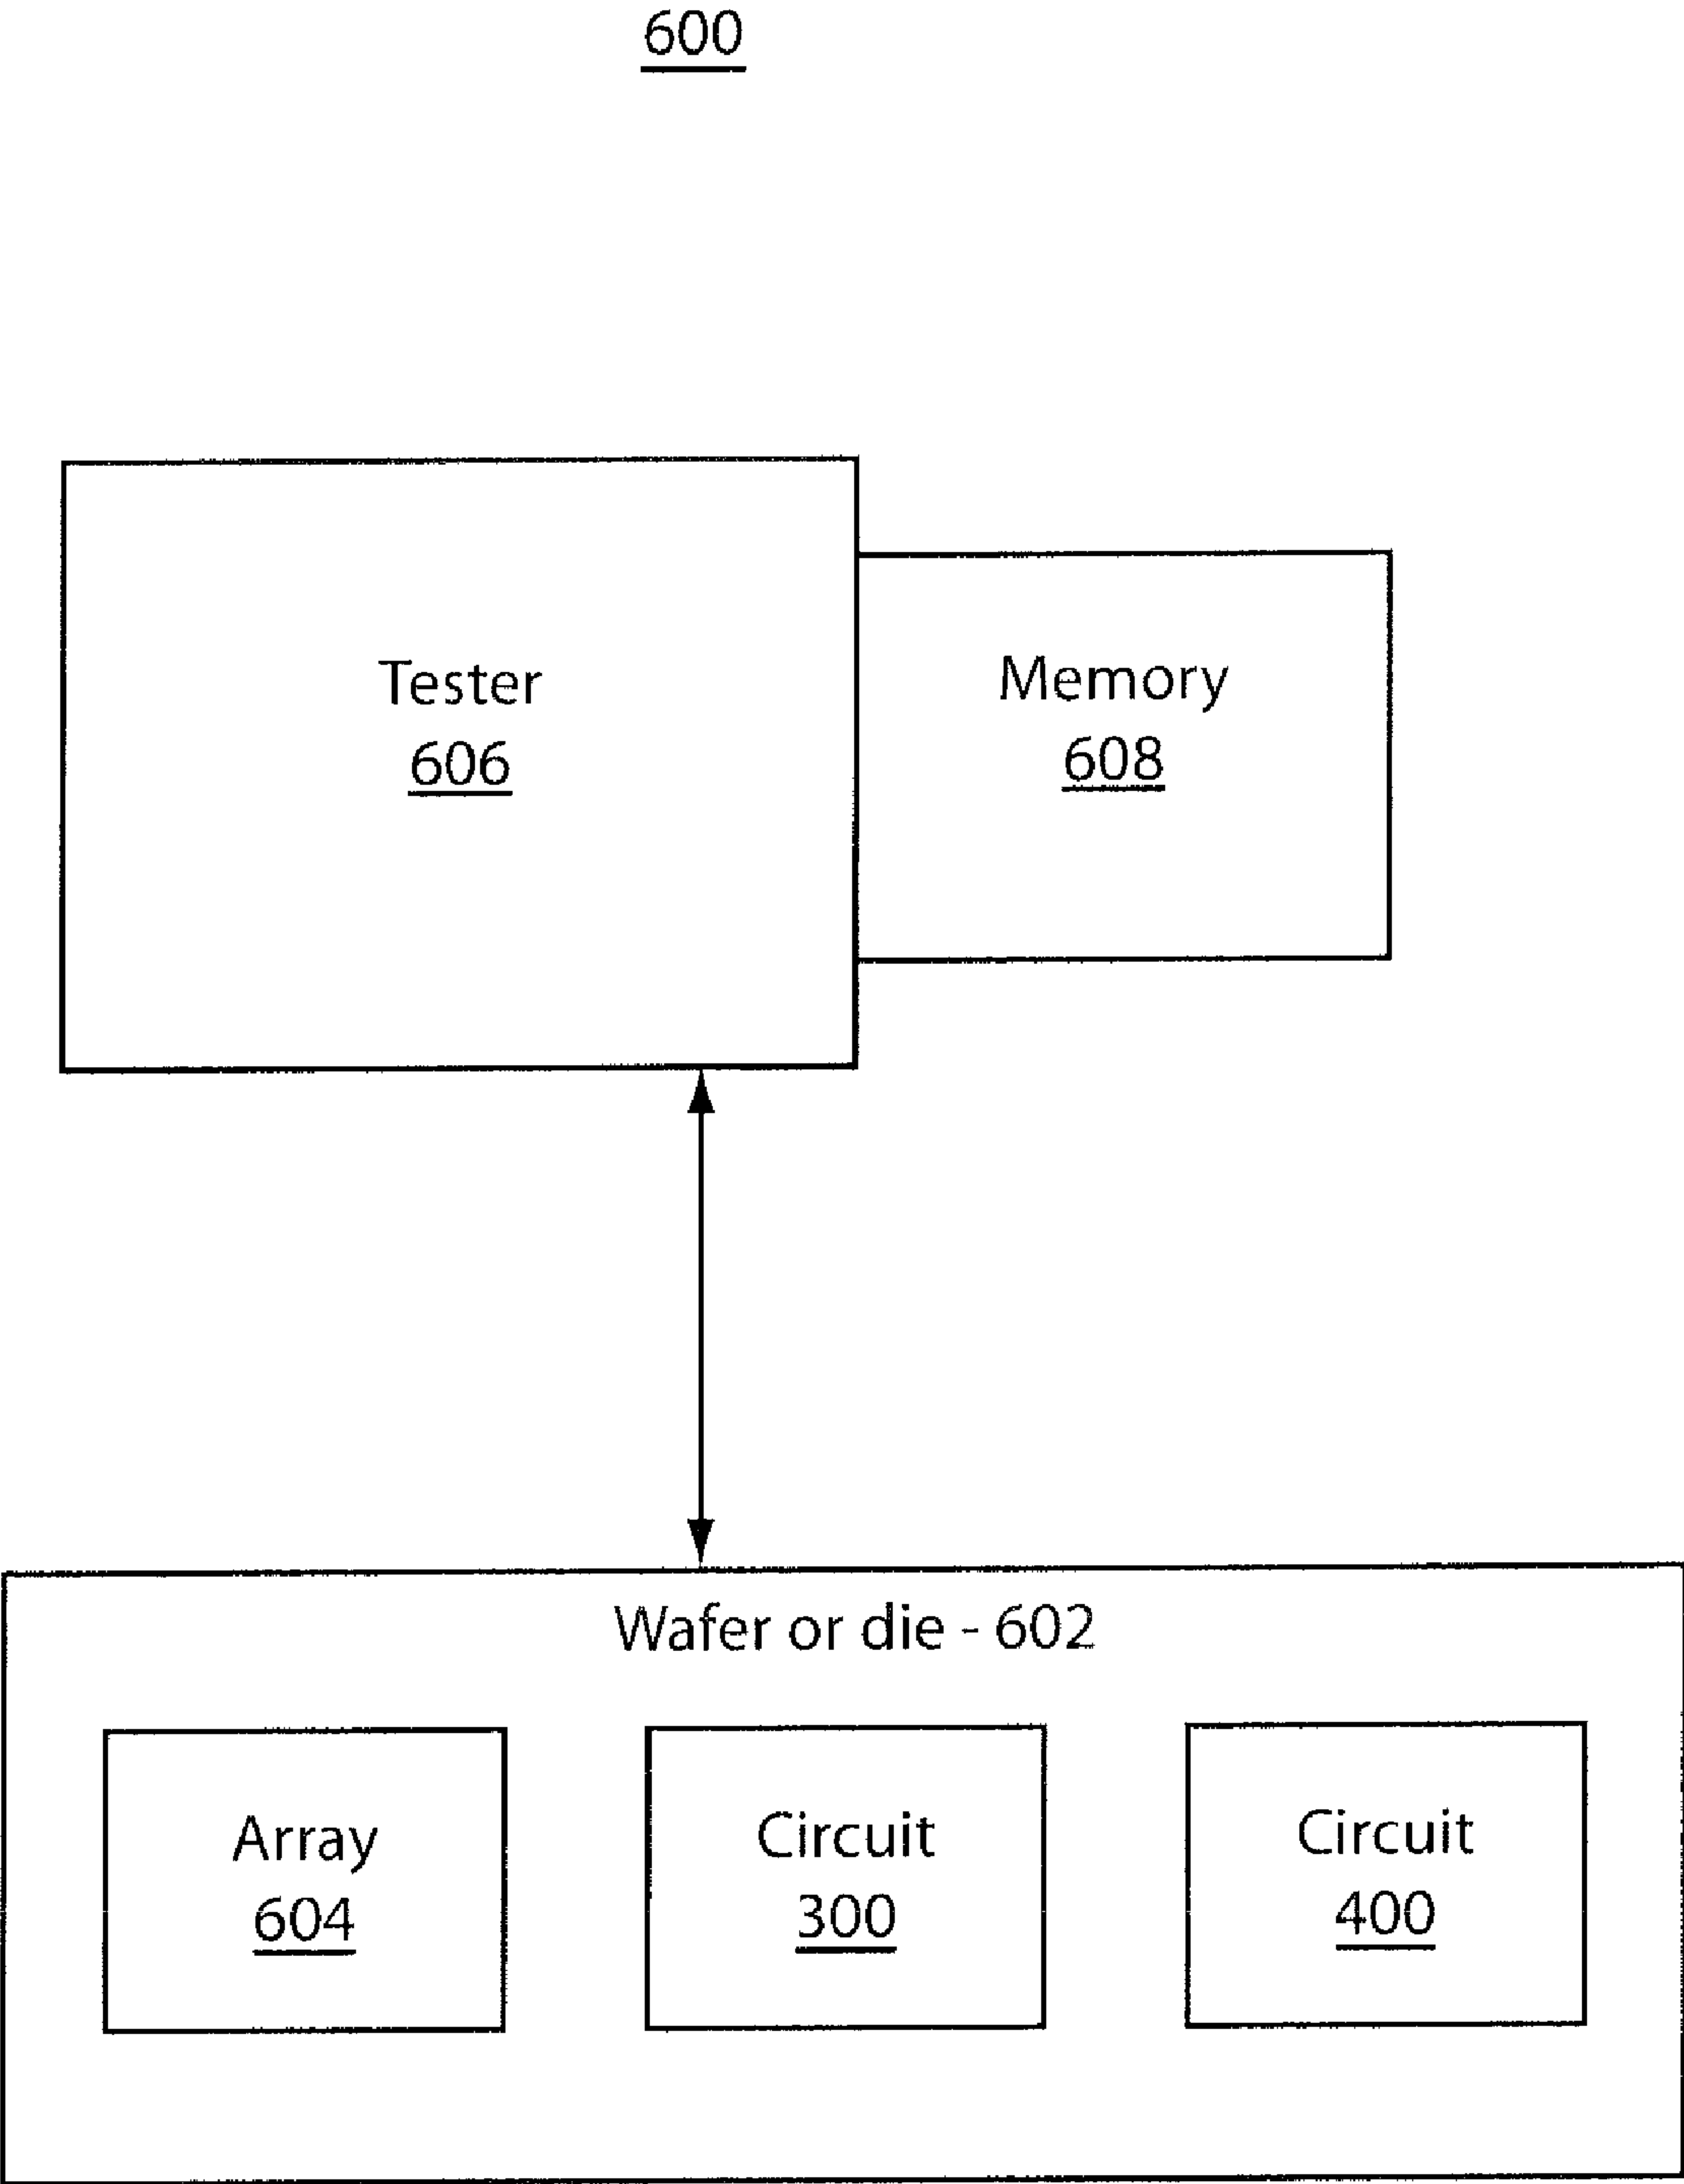 600
Tester
606
Memory
608
Wafer or die - 602
Array
604
Circuit
300
Circuit
400